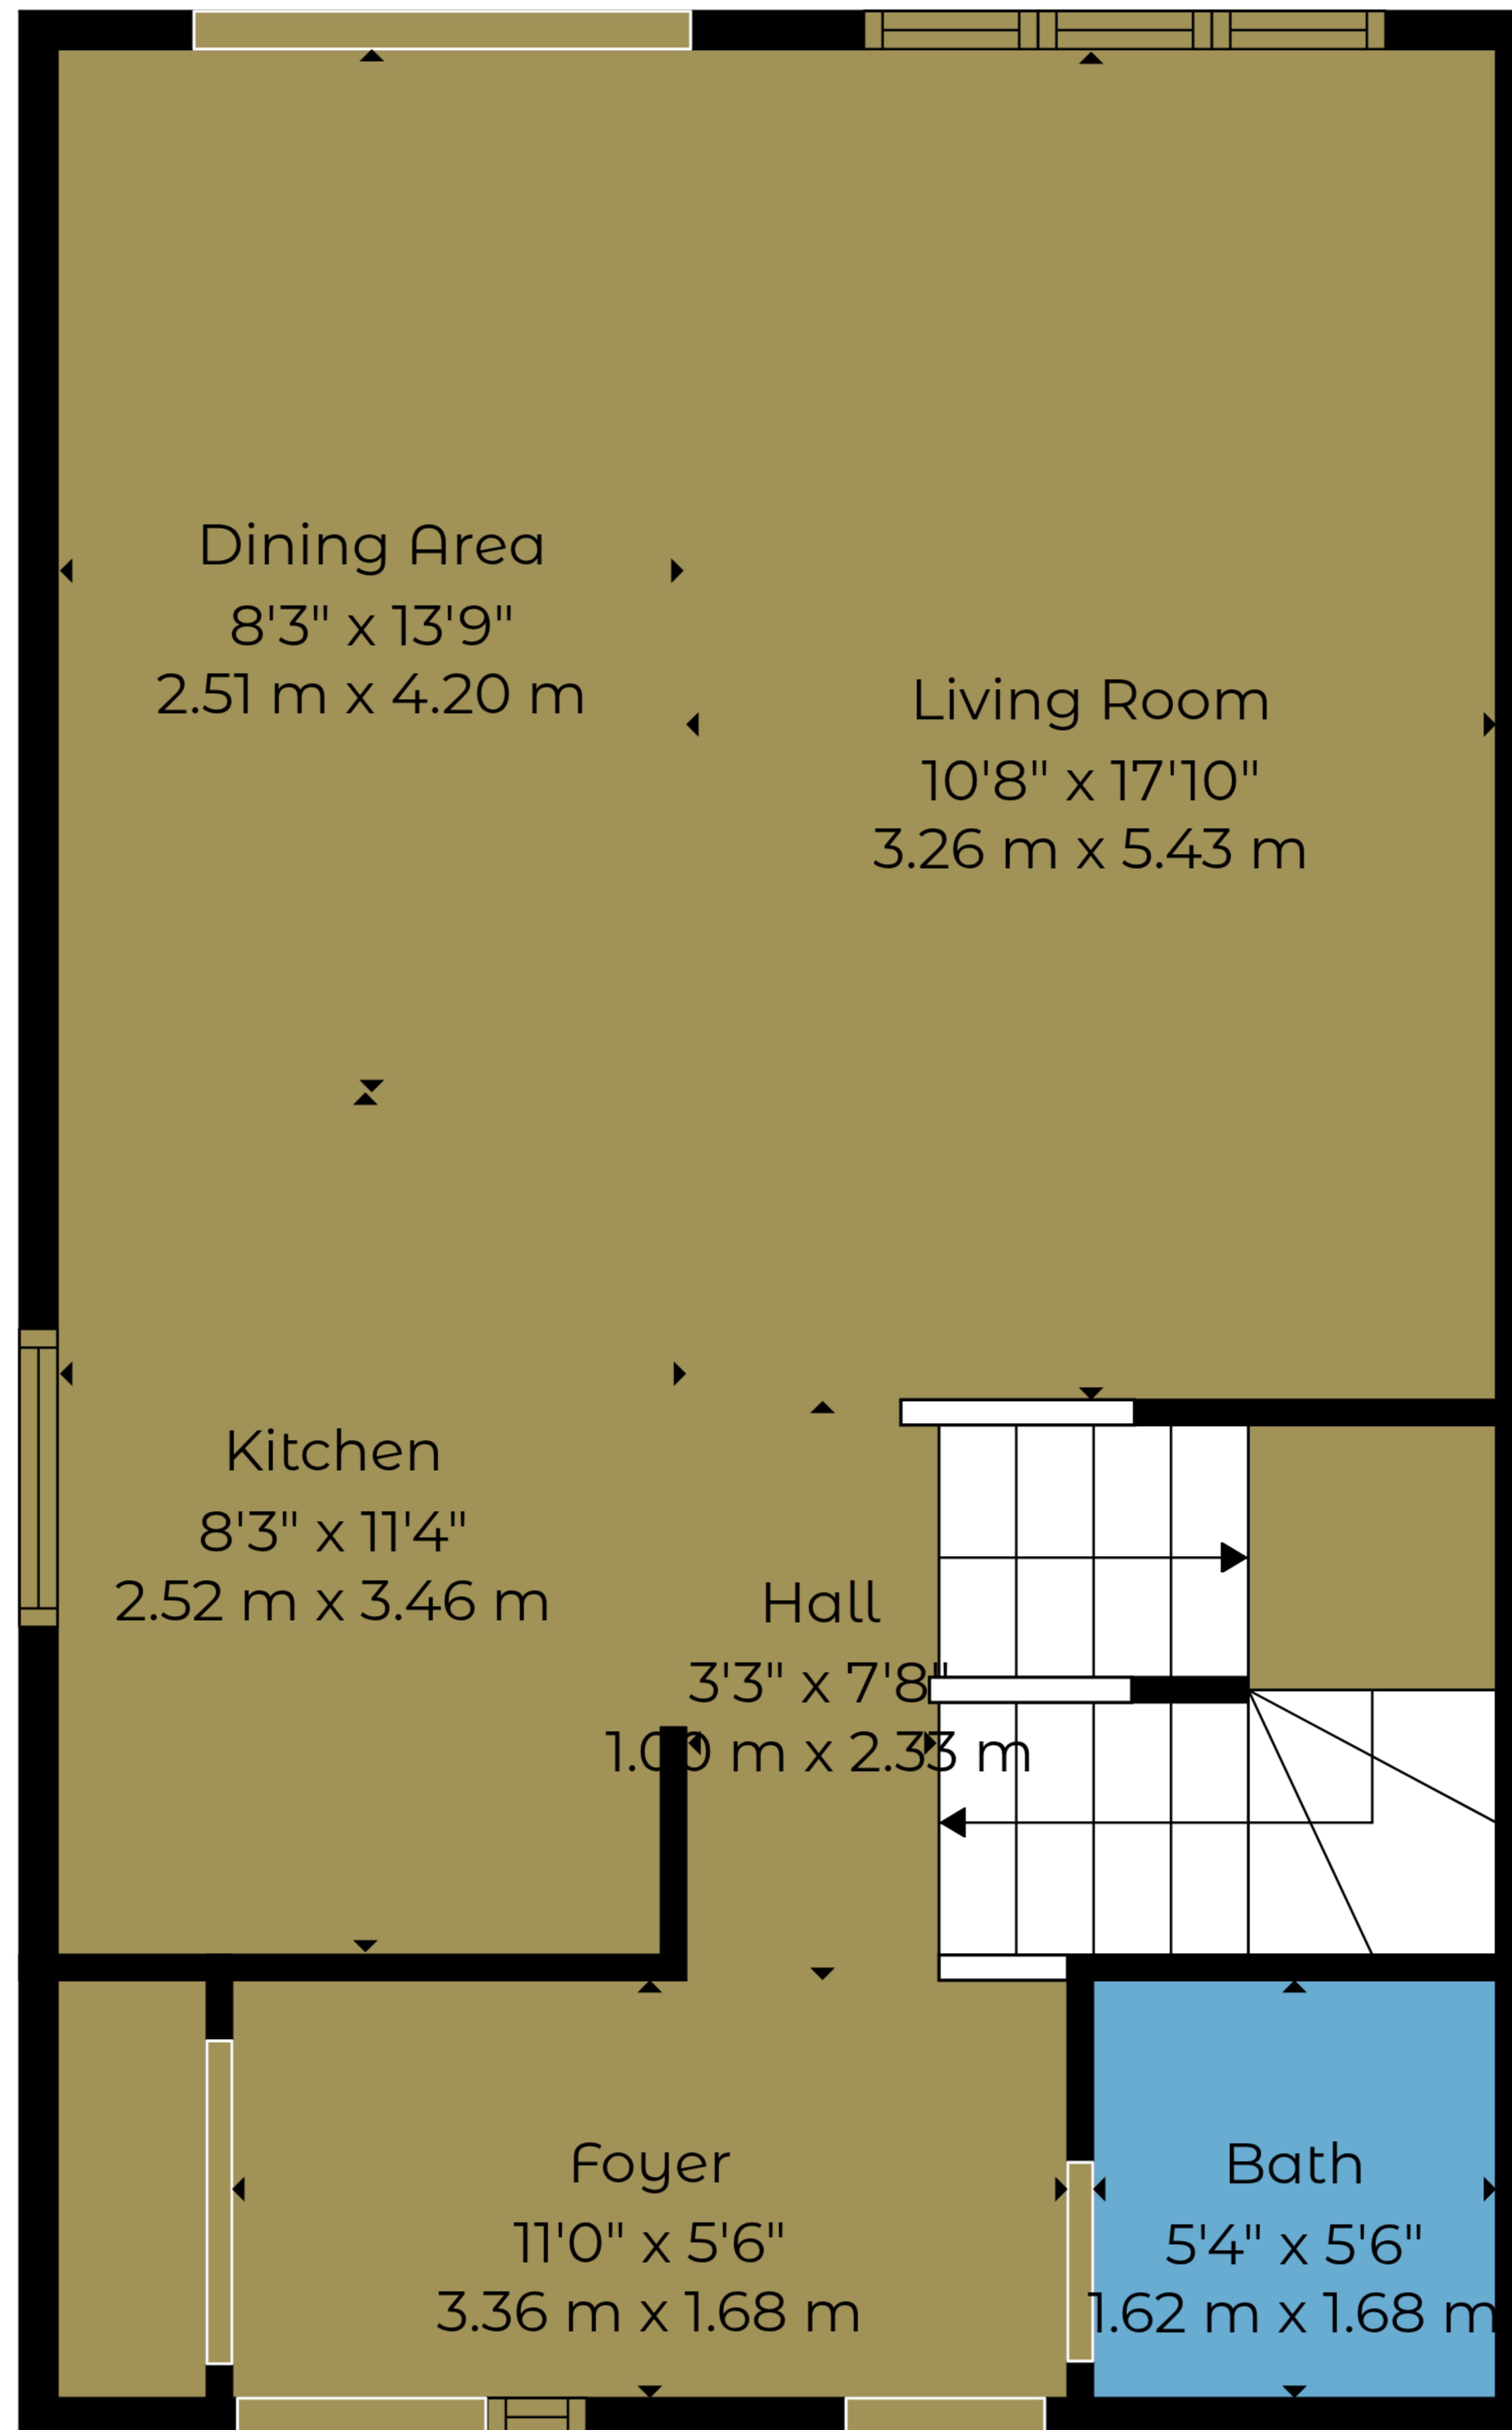 Dining Area
8'3" x 13'9"
2.51 m x 4.20 m
Living Room
10'8" x 17'10"
3.26 m x 5.43 m
Kitchen
8'3" x 11'4"
2.52 m x 3.46 m
Hall
3'3" x 7'8"
1.00 m x 2.33 m
Foyer
11'0" x 5'6"
3.36 m x 1.68 m
Bath
5'4" x 5'6"
1.62 m x 1.68 m